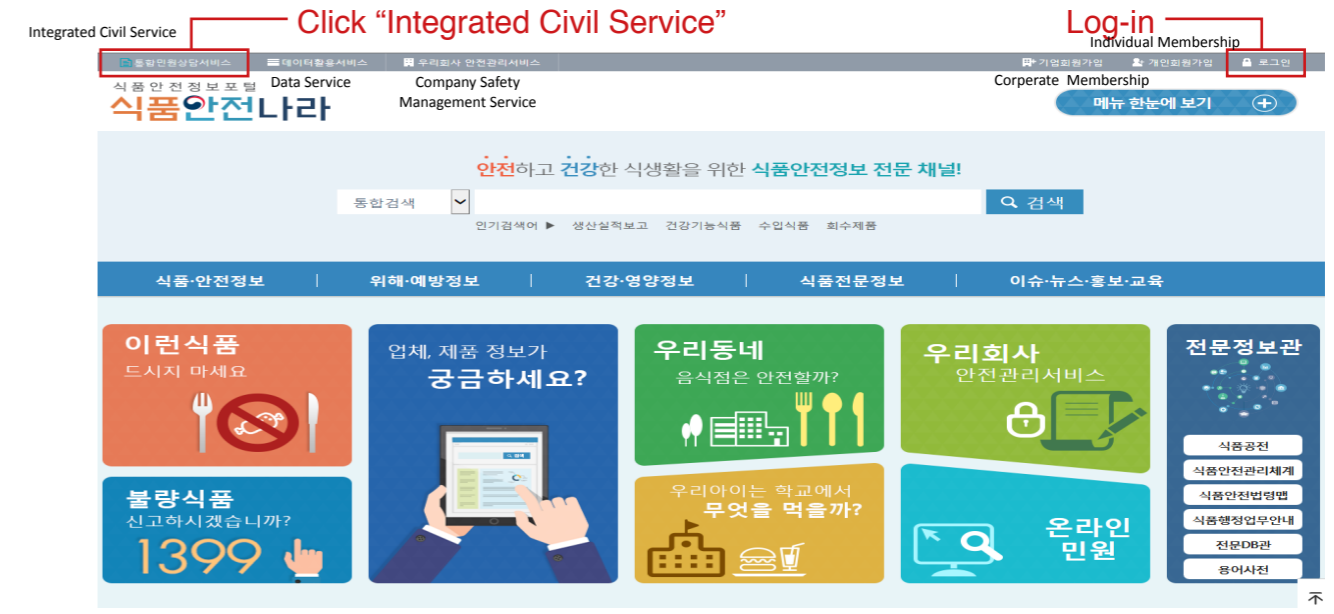 Click “Integrated Civil Service”
Log-in
Integrated Civil Service
Individual Membership
통합민원상담서비스
데이터활용서비스
우리회사 안전관리서비스
기업회원가입
개인회원가입
로그인
Data Service
Company Safety
Management Service
Corperate Membership
식품안전정보포털
식품안전나라
메뉴 한눈에 보기
안전하고 건강한 식생활을 위한 식품안전정보 전문 채널!
통합검색
검색
인기검색어 ▶ 생산실적보고 건강기능식품 수입식품 회수제품
식품·안전정보
위해·예방정보
건강·영양정보
식품전문정보
이슈·뉴스·홍보·교육
이런식품
드시지 마세요
업체, 제품 정보가
궁금하세요?
검색
우리동네
음식점은 안전할까?
우리회사
안전관리서비스
전문정보관
불량식품
신고하시겠습니까?
1399
우리아이는 학교에서
무엇을 먹을까?
온라인
민원
식품공전
식품안전관리체계
식품안전법령맵
식품행정업무안내
전문DB관
용어사전